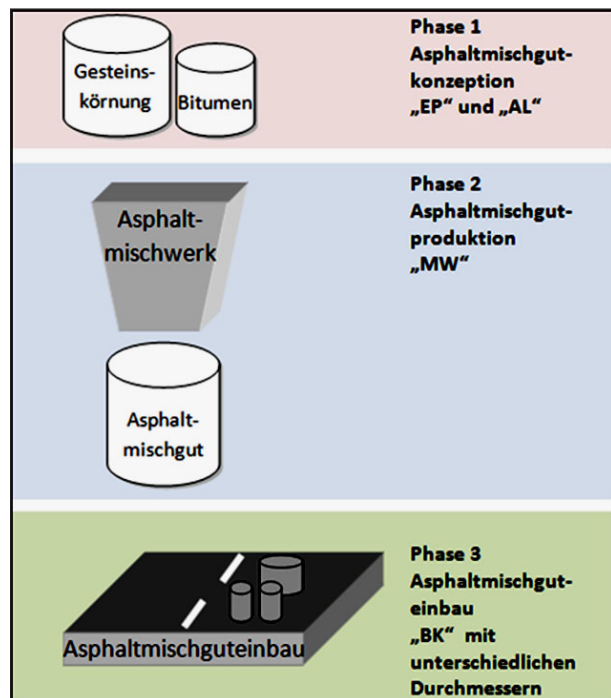 Gesteins-
körnung
Bitumen
Phase 1
Asphaltmischgut-
konzeption
„EP“ und „AL“
Asphalt-
mischwerk
Phase 2
Asphaltmischgut-
produktion
„MW“
Asphalt-
mischgut
Asphaltmischguteinbau
Phase 3
Asphaltmischgut-
einbau
„BK“ mit
unterschiedlichen
Durchmessern